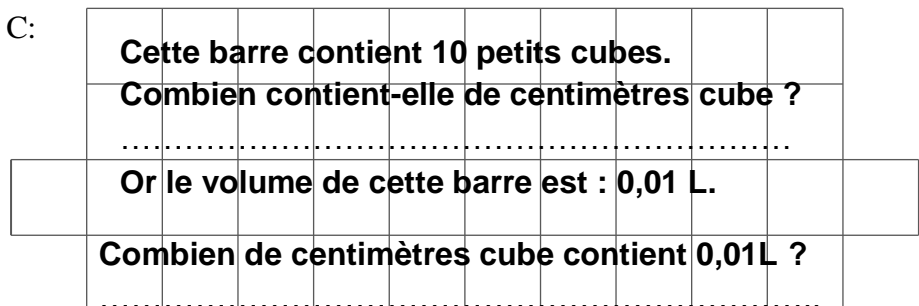 C:
Cette barre contient 10 petits cubes.
Combien contient-elle de centimètres cube ?
……………………………………………………………
Or le volume de cette barre est : 0,01 L.
Combien de centimètres cube contient 0,01L ?
…………………………………………………………………